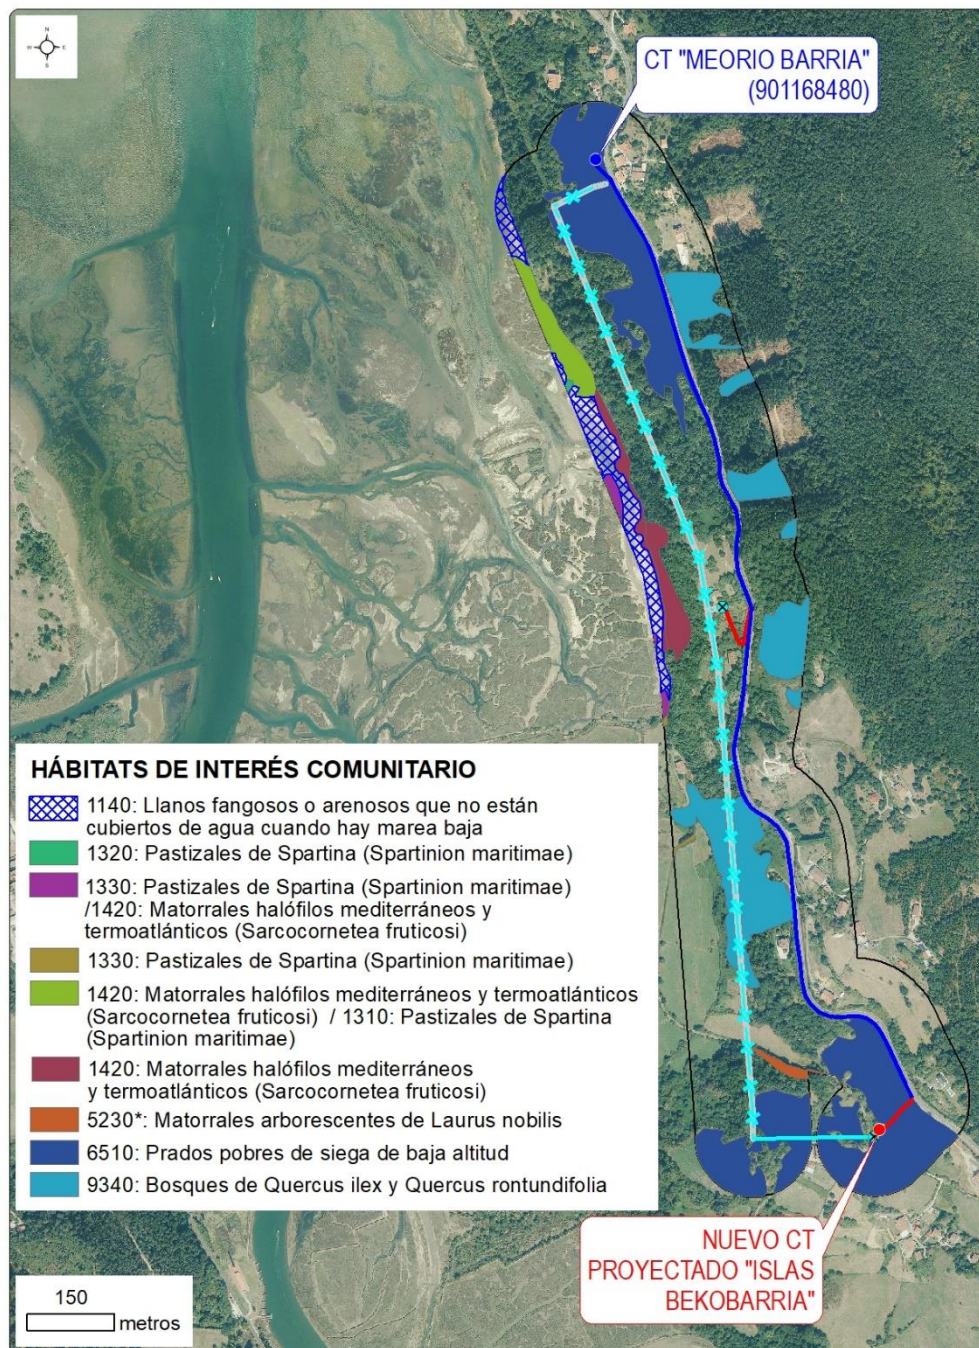 N
W E
S
CT "MEORIO BARRIA"
(901168480)
HÁBITATS DE INTERÉS COMUNITARIO
1140: Llanos fangosos o arenosos que no están
cubiertos de agua cuando hay marea baja
1320: Pastizales de Spartina (Spartinion maritimae)
1330: Pastizales de Spartina (Spartinion maritimae)
/1420: Matorrales halófilos mediterráneos y
termoatlánticos (Sarcocornetea fruticosi)
1330: Pastizales de Spartina (Spartinion maritimae)
1420: Matorrales halófilos mediterráneos y termoatlánticos
(Sarcocornetea fruticosi) / 1310: Pastizales de Spartina
(Spartinion maritimae)
1420: Matorrales halófilos mediterráneos
y termoatlánticos (Sarcocornetea fruticosi)
5230*: Matorrales arborescentes de Laurus nobilis
6510: Prados pobres de siega de baja altitud
9340: Bosques de Quercus ilex y Quercus rontundifolia
NUEVO CT
PROYECTADO "ISLAS
BEKOBARRIA"
150
metros